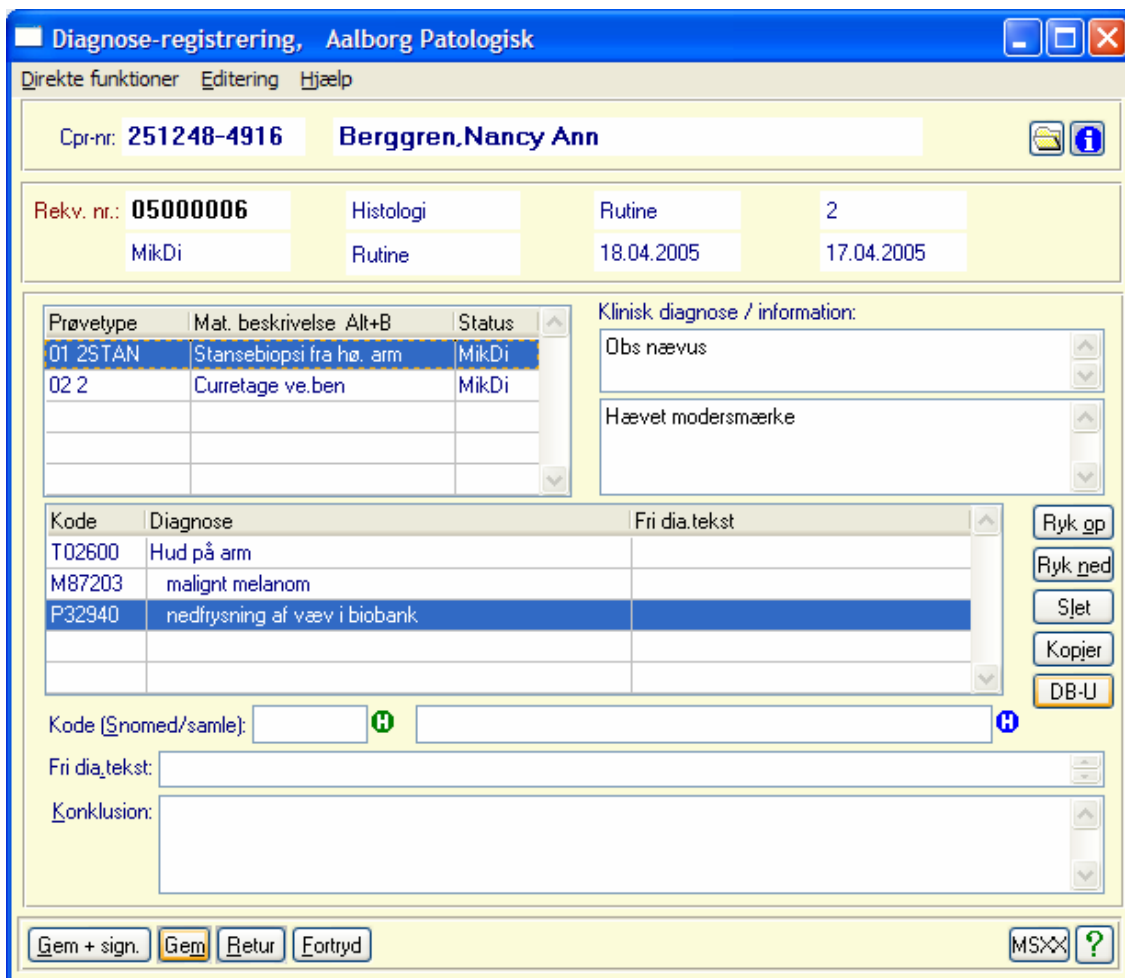 Diagnose-registrering, Aalborg Patologisk
Direkte funktioner Editering Hjælp
Cpr-nr: 251248-4916 Berggren,Nancy Ann
Rekv. nr.: 05000006 Histologi Rutine 2
MikDi Rutine 18.04.2005 17.04.2005
Prøvetype Mat. beskrivelse Alt+B Status
01 2STAN Stansebiopsi fra hø. arm MikDi
02 2 Curretage ve.ben MikDi
Klinisk diagnose / information:
Obs nævus
Hævet modersmærke
Kode Diagnose Fri dia.tekst
T02600 Hud på arm
M87203 malignt melanom
P32940 nedfrysning af væv i biobank
Ryk op
Ryk ned
Slet
Kopier
DB-U
Kode (Snomed/samle): H H
Fri dia.tekst:
Konklusion:
Gem + sign. Gem Retur Fortryd MSXX ?